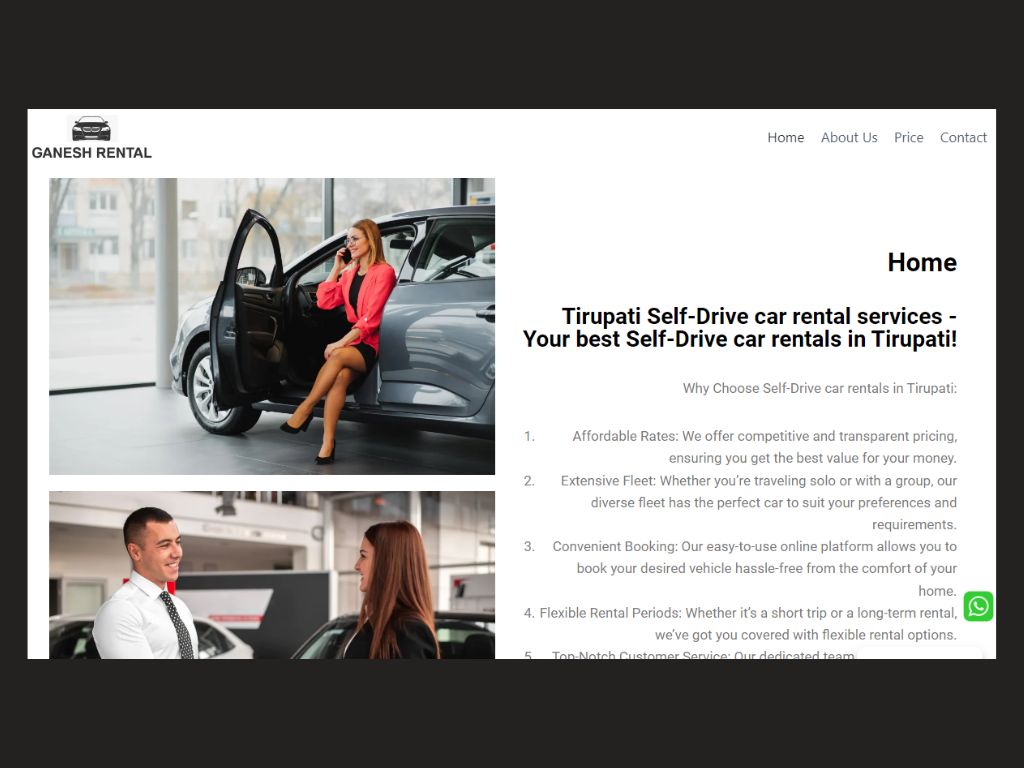 GANESH RENTAL
Home
About Us
Price
Contact
Home
Tirupati Self-Drive car rental services -
Your best Self-Drive car rentals in Tirupati!
Why Choose Self-Drive car rentals in Tirupati:
1. Affordable Rates: We offer competitive and transparent pricing,
ensuring you get the best value for your money.
2. Extensive Fleet: Whether you’re traveling solo or with a group, our
diverse fleet has the perfect car to suit your preferences and
requirements.
3. Convenient Booking: Our easy-to-use online platform allows you to
book your desired vehicle hassle-free from the comfort of your
home.
4. Flexible Rental Periods: Whether it’s a short trip or a long-term rental,
we’ve got you covered with flexible rental options.
5. Top-Notch Customer Service: Our dedicated team